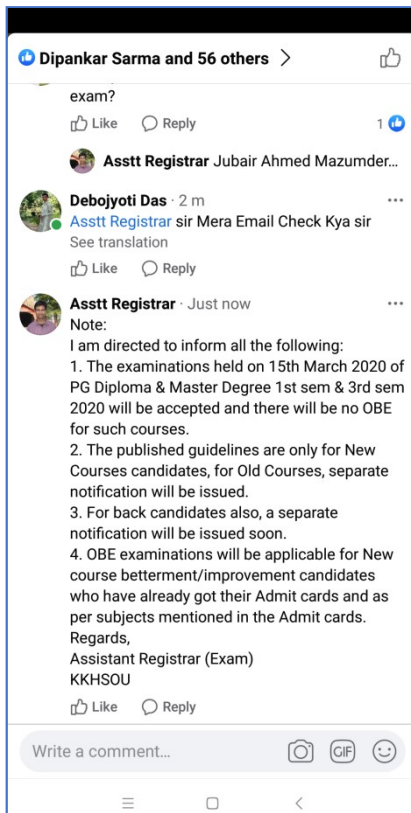 Dipankar Sarma and 56 others
exam?
Like Reply 1
Asstt Registrar Jubair Ahmed Mazumder...
Debojyoti Das · 2 m
Asstt Registrar sir Mera Email Check Kya sir
See translation
Like Reply
Asstt Registrar · Just now
Note:
I am directed to inform all the following:
1. The examinations held on 15th March 2020 of
PG Diploma & Master Degree 1st sem & 3rd sem
2020 will be accepted and there will be no OBE
for such courses.
2. The published guidelines are only for New
Courses candidates, for Old Courses, separate
notification will be issued.
3. For back candidates also, a separate
notification will be issued soon.
4. OBE examinations will be applicable for New
course betterment/improvement candidates
who have already got their Admit cards and as
per subjects mentioned in the Admit cards.
Regards,
Assistant Registrar (Exam)
KKHSOU
Like Reply
Write a comment... GIF